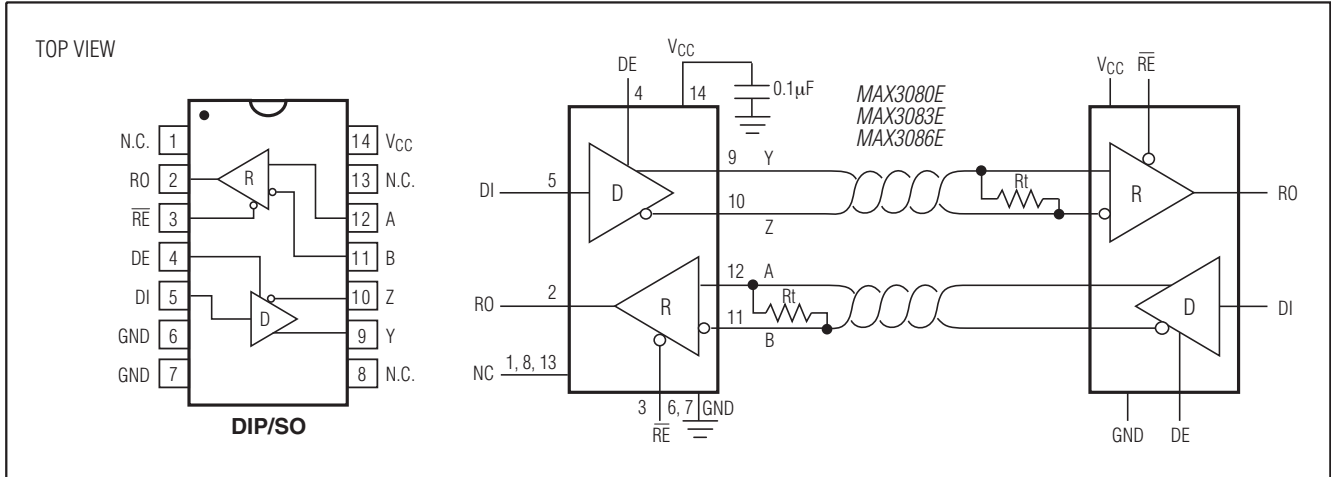 TOP VIEW
N.C. 1
RO 2
RE 3
DE 4
DI 5
GND 6
GND 7
14 VCC
13 N.C.
12 A
11 B
10 Z
9 Y
8 N.C.
R
D
DIP/SO
VCC
DE
4
14
0.1µF
MAX3080E
MAX3083E
MAX3086E
VCC RE
DI 5
D
9 Y
10
Z
Rt
R
RO
RO 2
R
12 A
11
B
Rt
D
DI
NC 1, 8, 13
3 6, 7 GND
RE
GND DE